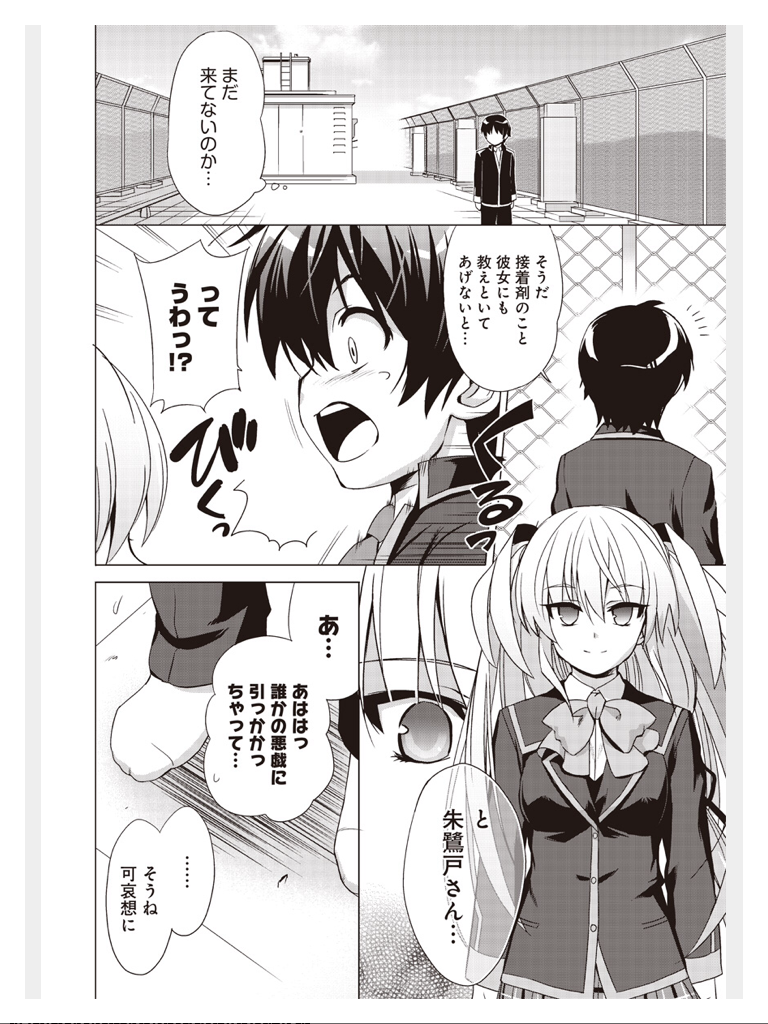 まだ
来てないのか…
そうだ
接着剤のこと
彼女にも
教えといて
あげないと…
くるっ
って
うわっ!?
びくっ
と
朱鷺戸さん…
あ…
あははっ
誰かの悪戯に
引っかかっ
ちゃって…
……
そうね
可哀想に